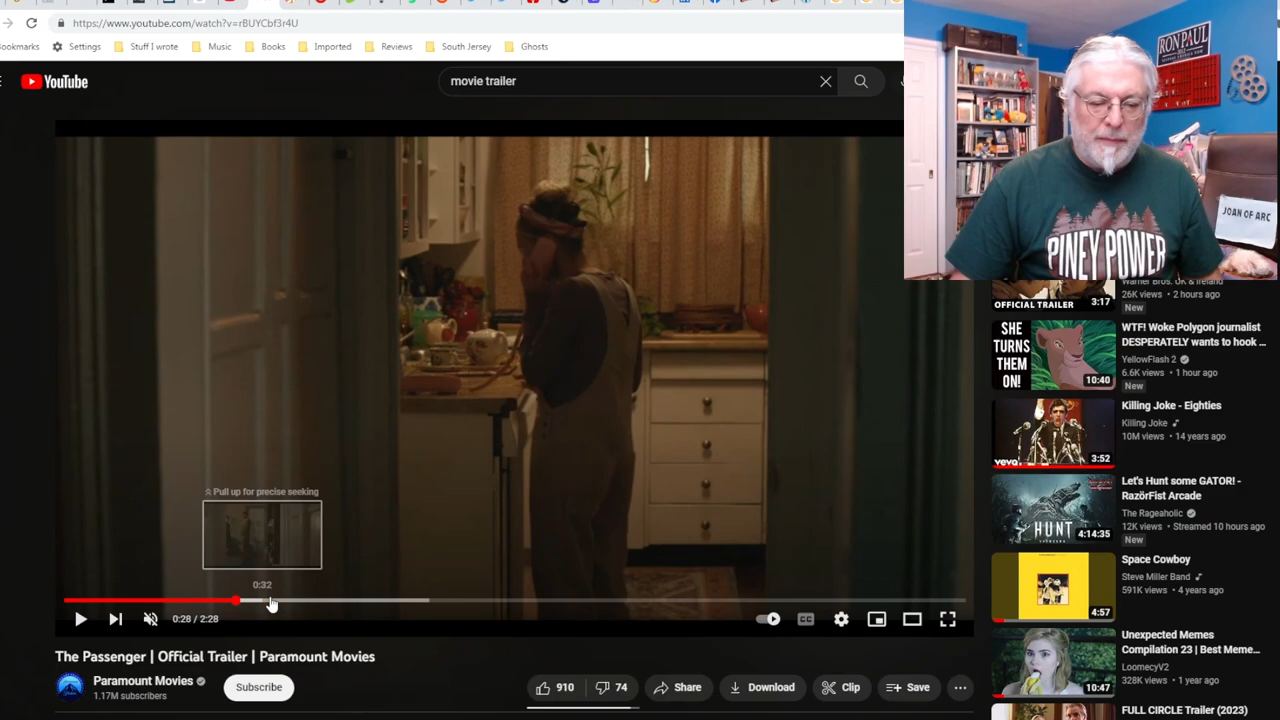 https://www.youtube.com/watch?v=rBUYCbf3r4U
ookmarks Settings Stuff I wrote Music Books Imported Reviews South Jersey Ghosts
YouTube
movie trailer
RON PAUL
JOAN OF ARC
PINEY POWER
Pull up for precise seeking
0:32
0:28 / 2:28
CC
The Passenger | Official Trailer | Paramount Movies
Paramount Movies
1.17M subscribers
Subscribe
910
74
Share
Download
Clip
Save
OFFICIAL TRAILER
3:17
Warner Bros. UK & Ireland
26K views • 2 hours ago
New
SHE
TURNS
THEM
ON!
10:40
WTF! Woke Polygon journalist
DESPERATELY wants to hook ...
YellowFlash 2
6.6K views • 1 hour ago
New
vevo
3:52
Killing Joke - Eighties
Killing Joke
10M views • 14 years ago
HUNT
4:14:35
Let's Hunt some GATOR! -
RazörFist Arcade
The Rageaholic
12K views • Streamed 10 hours ago
New
4:57
Space Cowboy
Steve Miller Band
591K views • 4 years ago
10:47
Unexpected Memes
Compilation 23 | Best Meme...
LoomecyV2
328K views • 1 year ago
FULL CIRCLE Trailer (2023)